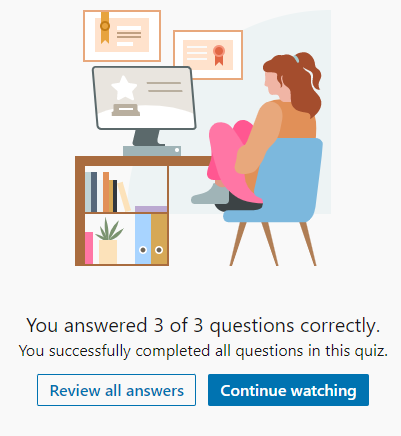 You answered 3 of 3 questions correctly.
You successfully completed all questions in this quiz.
Review all answers
Continue watching